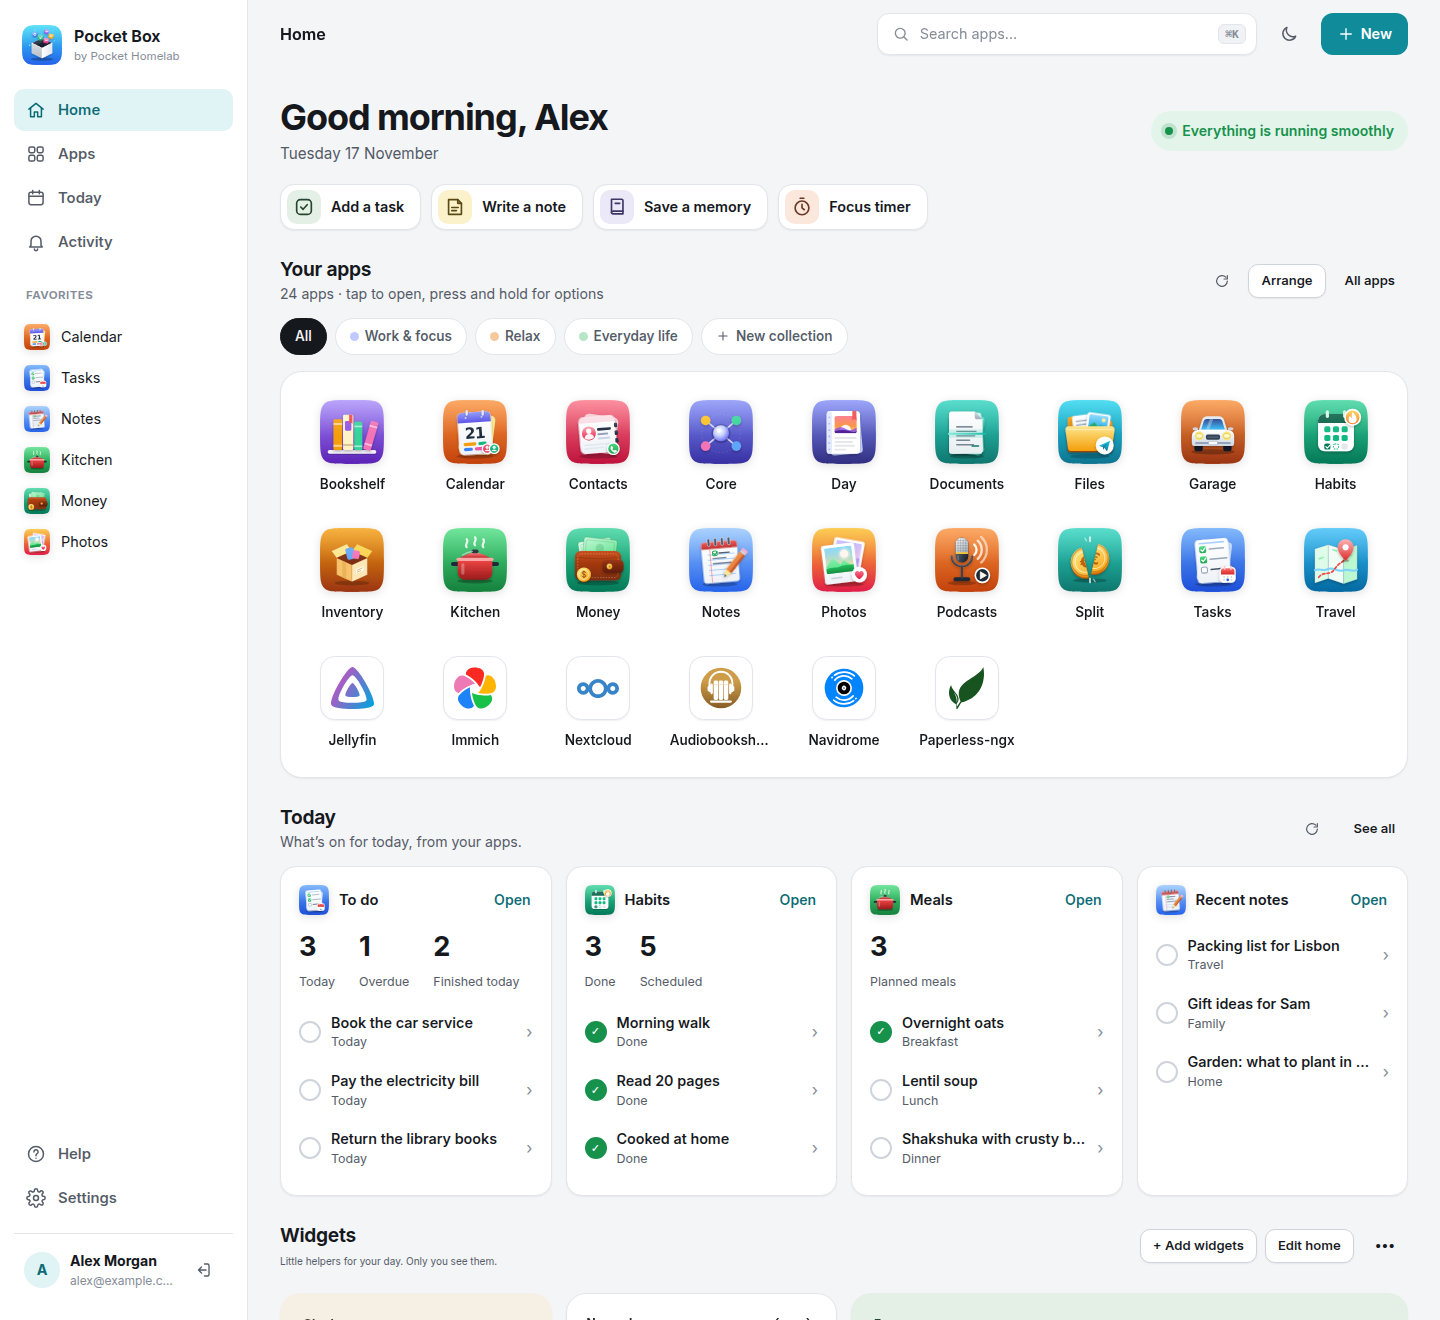 Pocket Box
by Pocket Homelab
Home
Apps
Today
Activity
FAVORITES
Calendar
Tasks
Notes
Kitchen
Money
Photos
Help
Settings
A
Alex Morgan
alex@example.c...
Home
Search apps...
⌘K
New
Good morning, Alex
Tuesday 17 November
Everything is running smoothly
Add a task
Write a note
Save a memory
Focus timer
Your apps
24 apps · tap to open, press and hold for options
Arrange
All apps
All
Work & focus
Relax
Everyday life
New collection
21
Bookshelf
Calendar
Contacts
Core
Day
Documents
Files
Garage
Habits
Inventory
Kitchen
Money
Notes
Photos
Podcasts
Split
Tasks
Travel
Jellyfin
Immich
Nextcloud
Audiobooksh...
Navidrome
Paperless-ngx
Today
What's on for today, from your apps.
See all
To do
Open
3 1 2
Today Overdue Finished today
Book the car service
Today
Pay the electricity bill
Today
Return the library books
Today
Habits
Open
3 5
Done Scheduled
Morning walk
Done
Read 20 pages
Done
Cooked at home
Done
Meals
Open
3
Planned meals
Overnight oats
Breakfast
Lentil soup
Lunch
Shakshuka with crusty b...
Dinner
Recent notes
Open
Packing list for Lisbon
Travel
Gift ideas for Sam
Family
Garden: what to plant in ...
Home
Widgets
Little helpers for your day. Only you see them.
+ Add widgets
Edit home